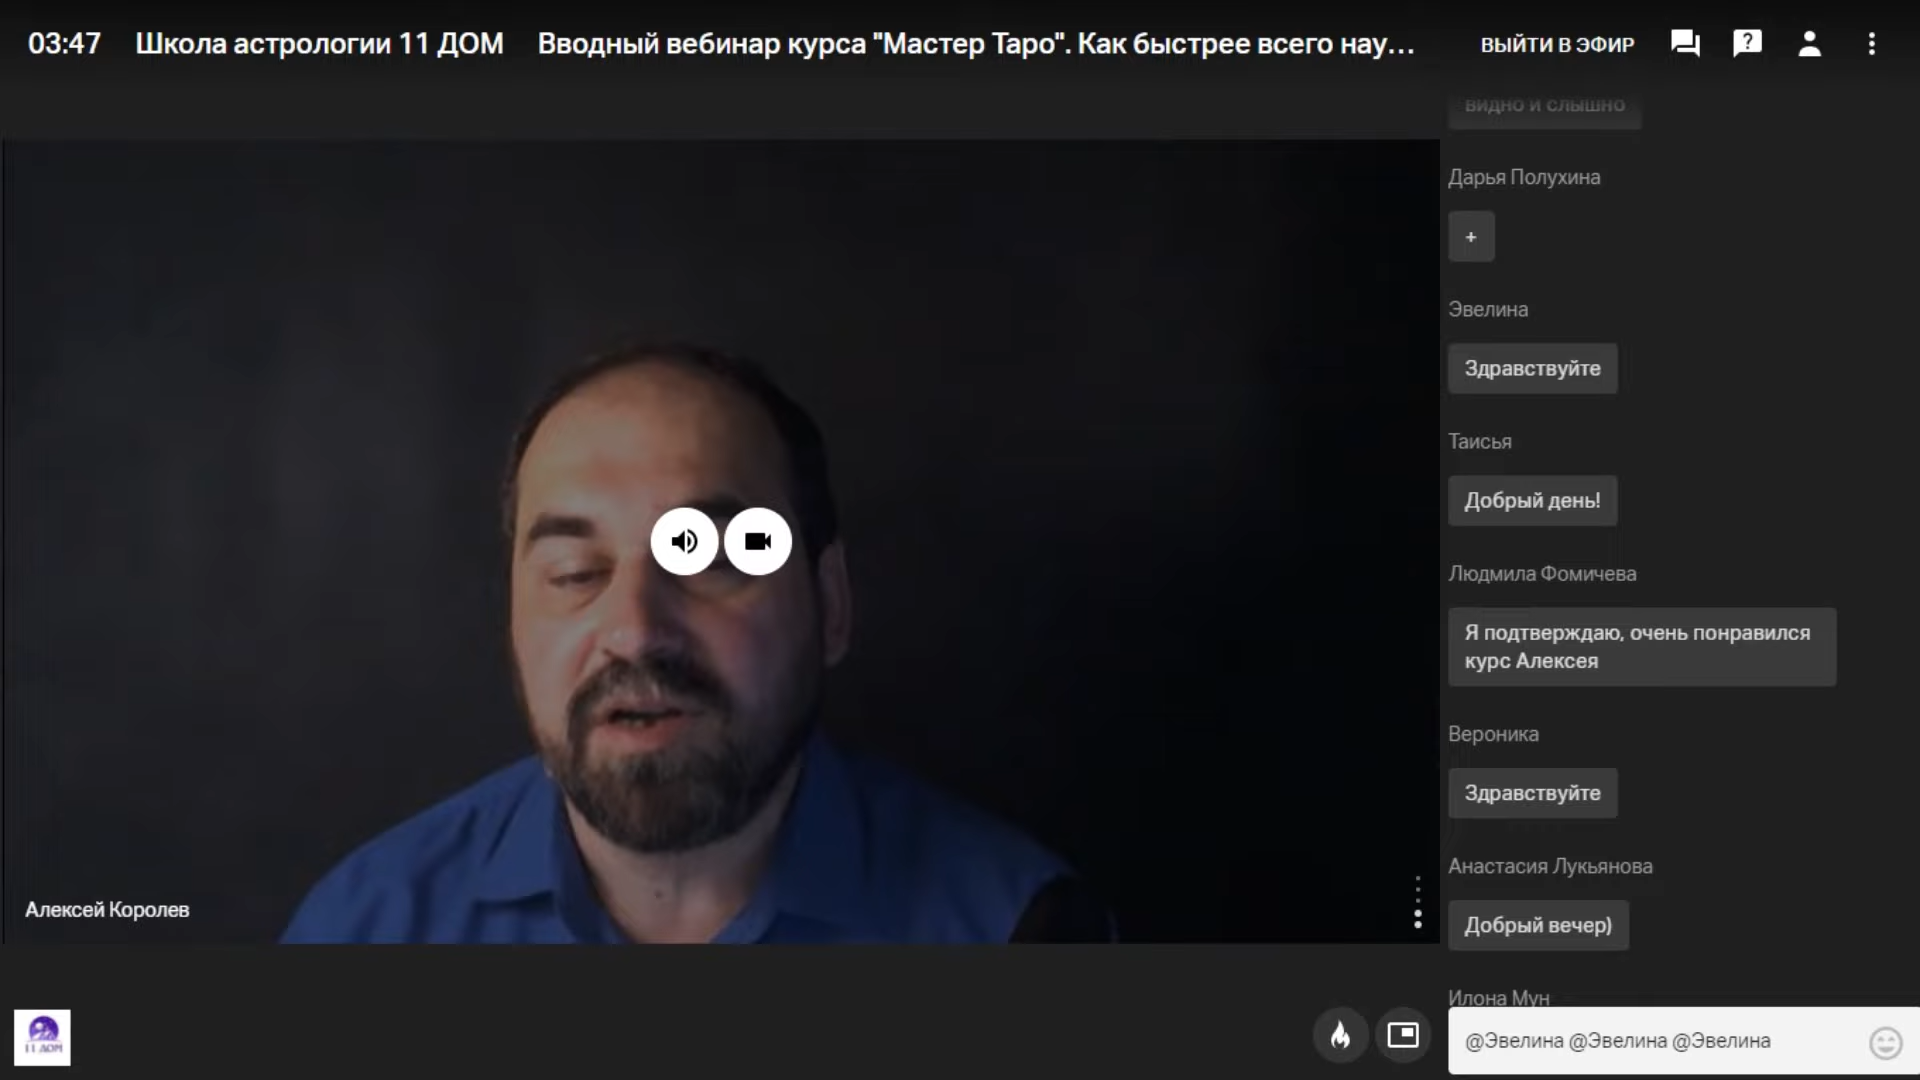 03:47 Школа астрологии 11 ДОМ Вводный вебинар курса "Мастер Таро". Как быстрее всего нау... ВЫЙТИ В ЭФИР
видно и слышно
Дарья Полухина
+
Эвелина
Здравствуйте
Таисья
Добрый день!
Людмила Фомичева
Я подтверждаю, очень понравился
курс Алексея
Вероника
Здравствуйте
Анастасия Лукьянова
Добрый вечер)
Илона Мун
@Эвелина @Эвелина @Эвелина
Алексей Королев
11 ДОМ